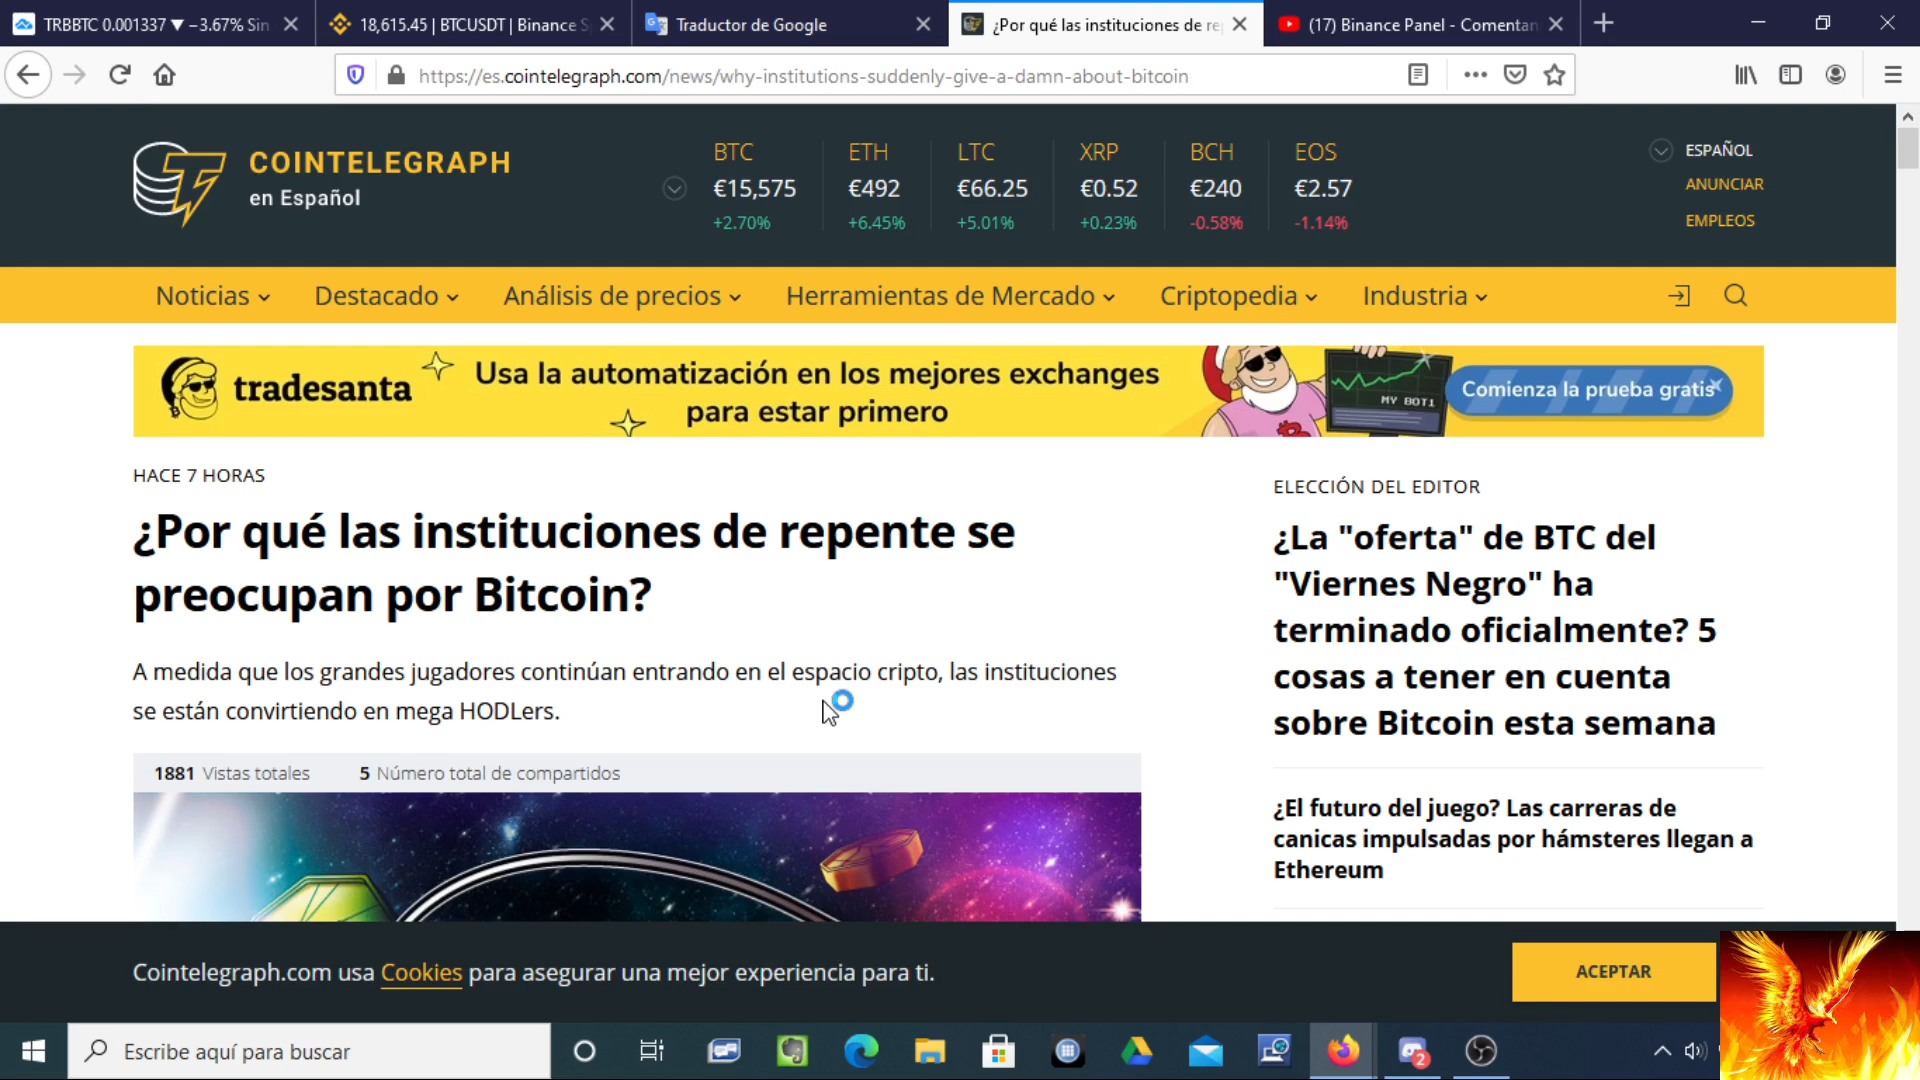 TRBBTC 0.001337 ▼ −3.67% Sin
18,615.45 | BTCUSDT | Binance S
Traductor de Google
¿Por qué las instituciones de re
(17) Binance Panel - Comentan
https://es.cointelegraph.com/news/why-institutions-suddenly-give-a-damn-about-bitcoin
COINTELEGRAPH
en Español
BTC ETH LTC XRP BCH EOS
€15,575 €492 €66.25 €0.52 €240 €2.57
+2.70% +6.45% +5.01% +0.23% -0.58% -1.14%
ESPAÑOL
ANUNCIAR
EMPLEOS
Noticias Destacado Análisis de precios Herramientas de Mercado Criptopedia Industria
tradesanta
Usa la automatización en los mejores exchanges
para estar primero
MY BOT1
Comienza la prueba gratis
HACE 7 HORAS
¿Por qué las instituciones de repente se
preocupan por Bitcoin?
A medida que los grandes jugadores continúan entrando en el espacio cripto, las instituciones
se están convirtiendo en mega HODLers.
1881 Vistas totales 5 Número total de compartidos
ELECCIÓN DEL EDITOR
¿La "oferta" de BTC del
"Viernes Negro" ha
terminado oficialmente? 5
cosas a tener en cuenta
sobre Bitcoin esta semana
¿El futuro del juego? Las carreras de
canicas impulsadas por hámsteres llegan a
Ethereum
Cointelegraph.com usa Cookies para asegurar una mejor experiencia para ti.
ACEPTAR
Escribe aquí para buscar
2